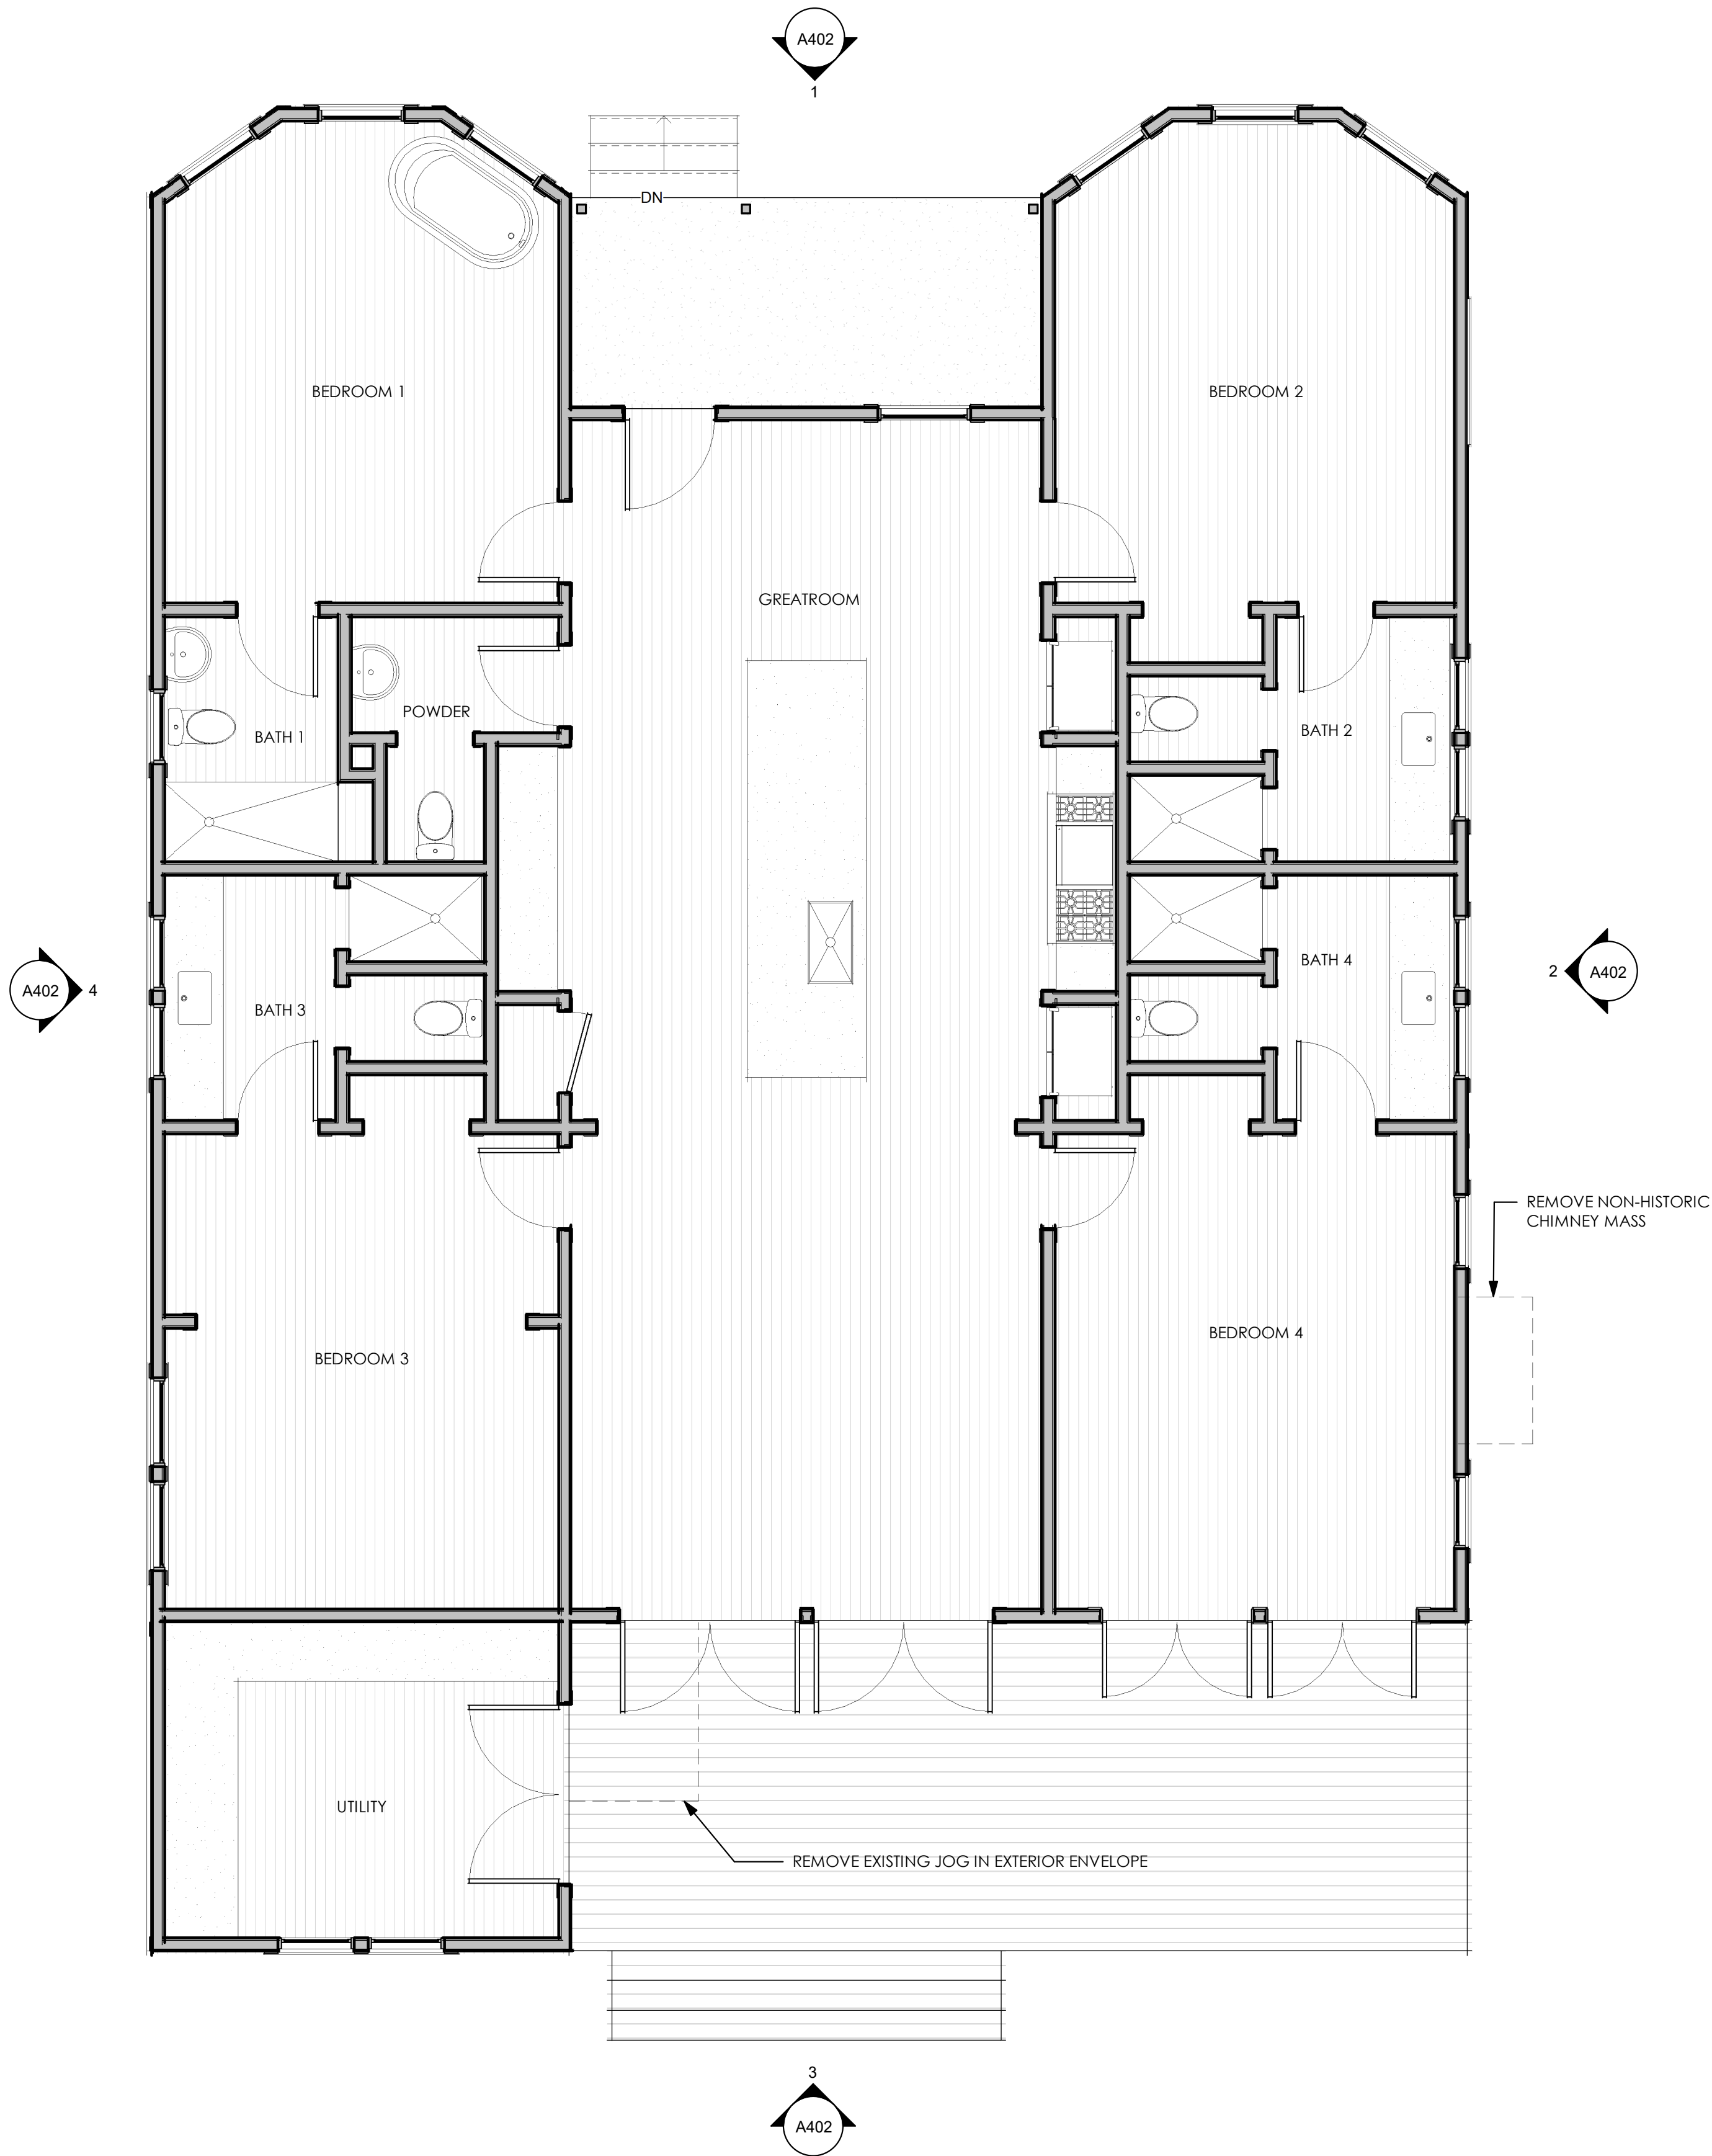 A402
1
DN
BEDROOM 1
BEDROOM 2
GREATROOM
POWDER
BATH 1
BATH 2
BATH 3
BATH 4
A402
4
2
A402
REMOVE NON-HISTORIC
CHIMNEY MASS
BEDROOM 3
BEDROOM 4
UTILITY
REMOVE EXISTING JOG IN EXTERIOR ENVELOPE
3
A402